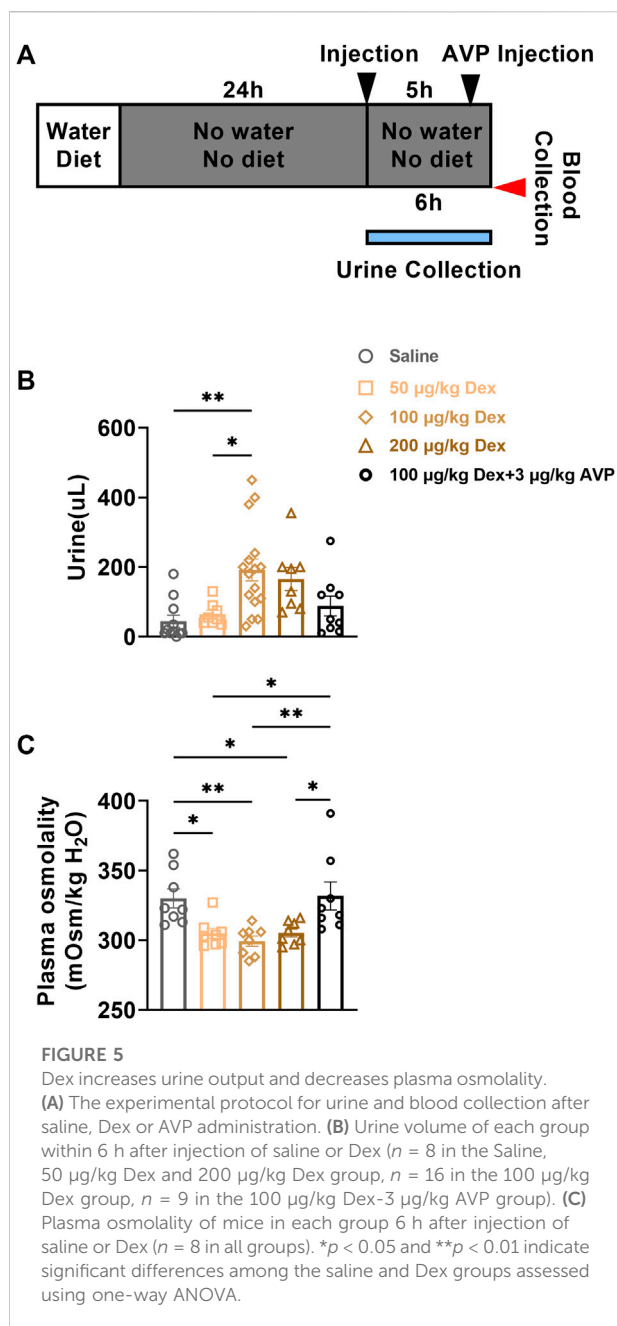 A
Injection
AVP Injection
24h
5h
Water
Diet
No water
No diet
No water
No diet
6h
Blood
Collection
Urine Collection
Saline
50 µg/kg Dex
100 µg/kg Dex
200 µg/kg Dex
100 µg/kg Dex+3 µg/kg AVP
B
**
*
600
400
200
0
Urine(uL)
C
*
**
*
**
*
*
400
350
300
250
Plasma osmolality
(mOsm/kg H₂O)
FIGURE 5
Dex increases urine output and decreases plasma osmolality.
(A) The experimental protocol for urine and blood collection after
saline, Dex or AVP administration. (B) Urine volume of each group
within 6 h after injection of saline or Dex (n = 8 in the Saline,
50 µg/kg Dex and 200 µg/kg Dex group, n = 16 in the 100 µg/kg
Dex group, n = 9 in the 100 µg/kg Dex-3 µg/kg AVP group). (C)
Plasma osmolality of mice in each group 6 h after injection of
saline or Dex (n = 8 in all groups). *p < 0.05 and **p < 0.01 indicate
significant differences among the saline and Dex groups assessed
using one-way ANOVA.